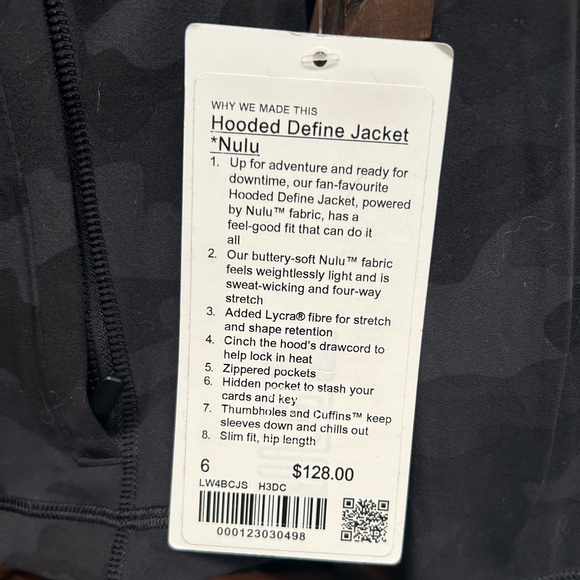 WHY WE MADE THIS
Hooded Define Jacket
*Nulu
1. Up for adventure and ready for
downtime, our fan-favourite
Hooded Define Jacket, powered
by Nulu™ fabric, has a
feel-good fit that can do it
all
2. Our buttery-soft Nulu™ fabric
feels weightlessly light and is
sweat-wicking and four-way
stretch
3. Added Lycra® fibre for stretch
and shape retention
4. Cinch the hood's drawcord to
help lock in heat
5. Zippered pockets
6. Hidden pocket to stash your
cards and key
7. Thumbholes and Cuffins™ keep
sleeves down and chills out
8. Slim fit, hip length
6 $128.00
LW4BCJS H3DC
000123030498